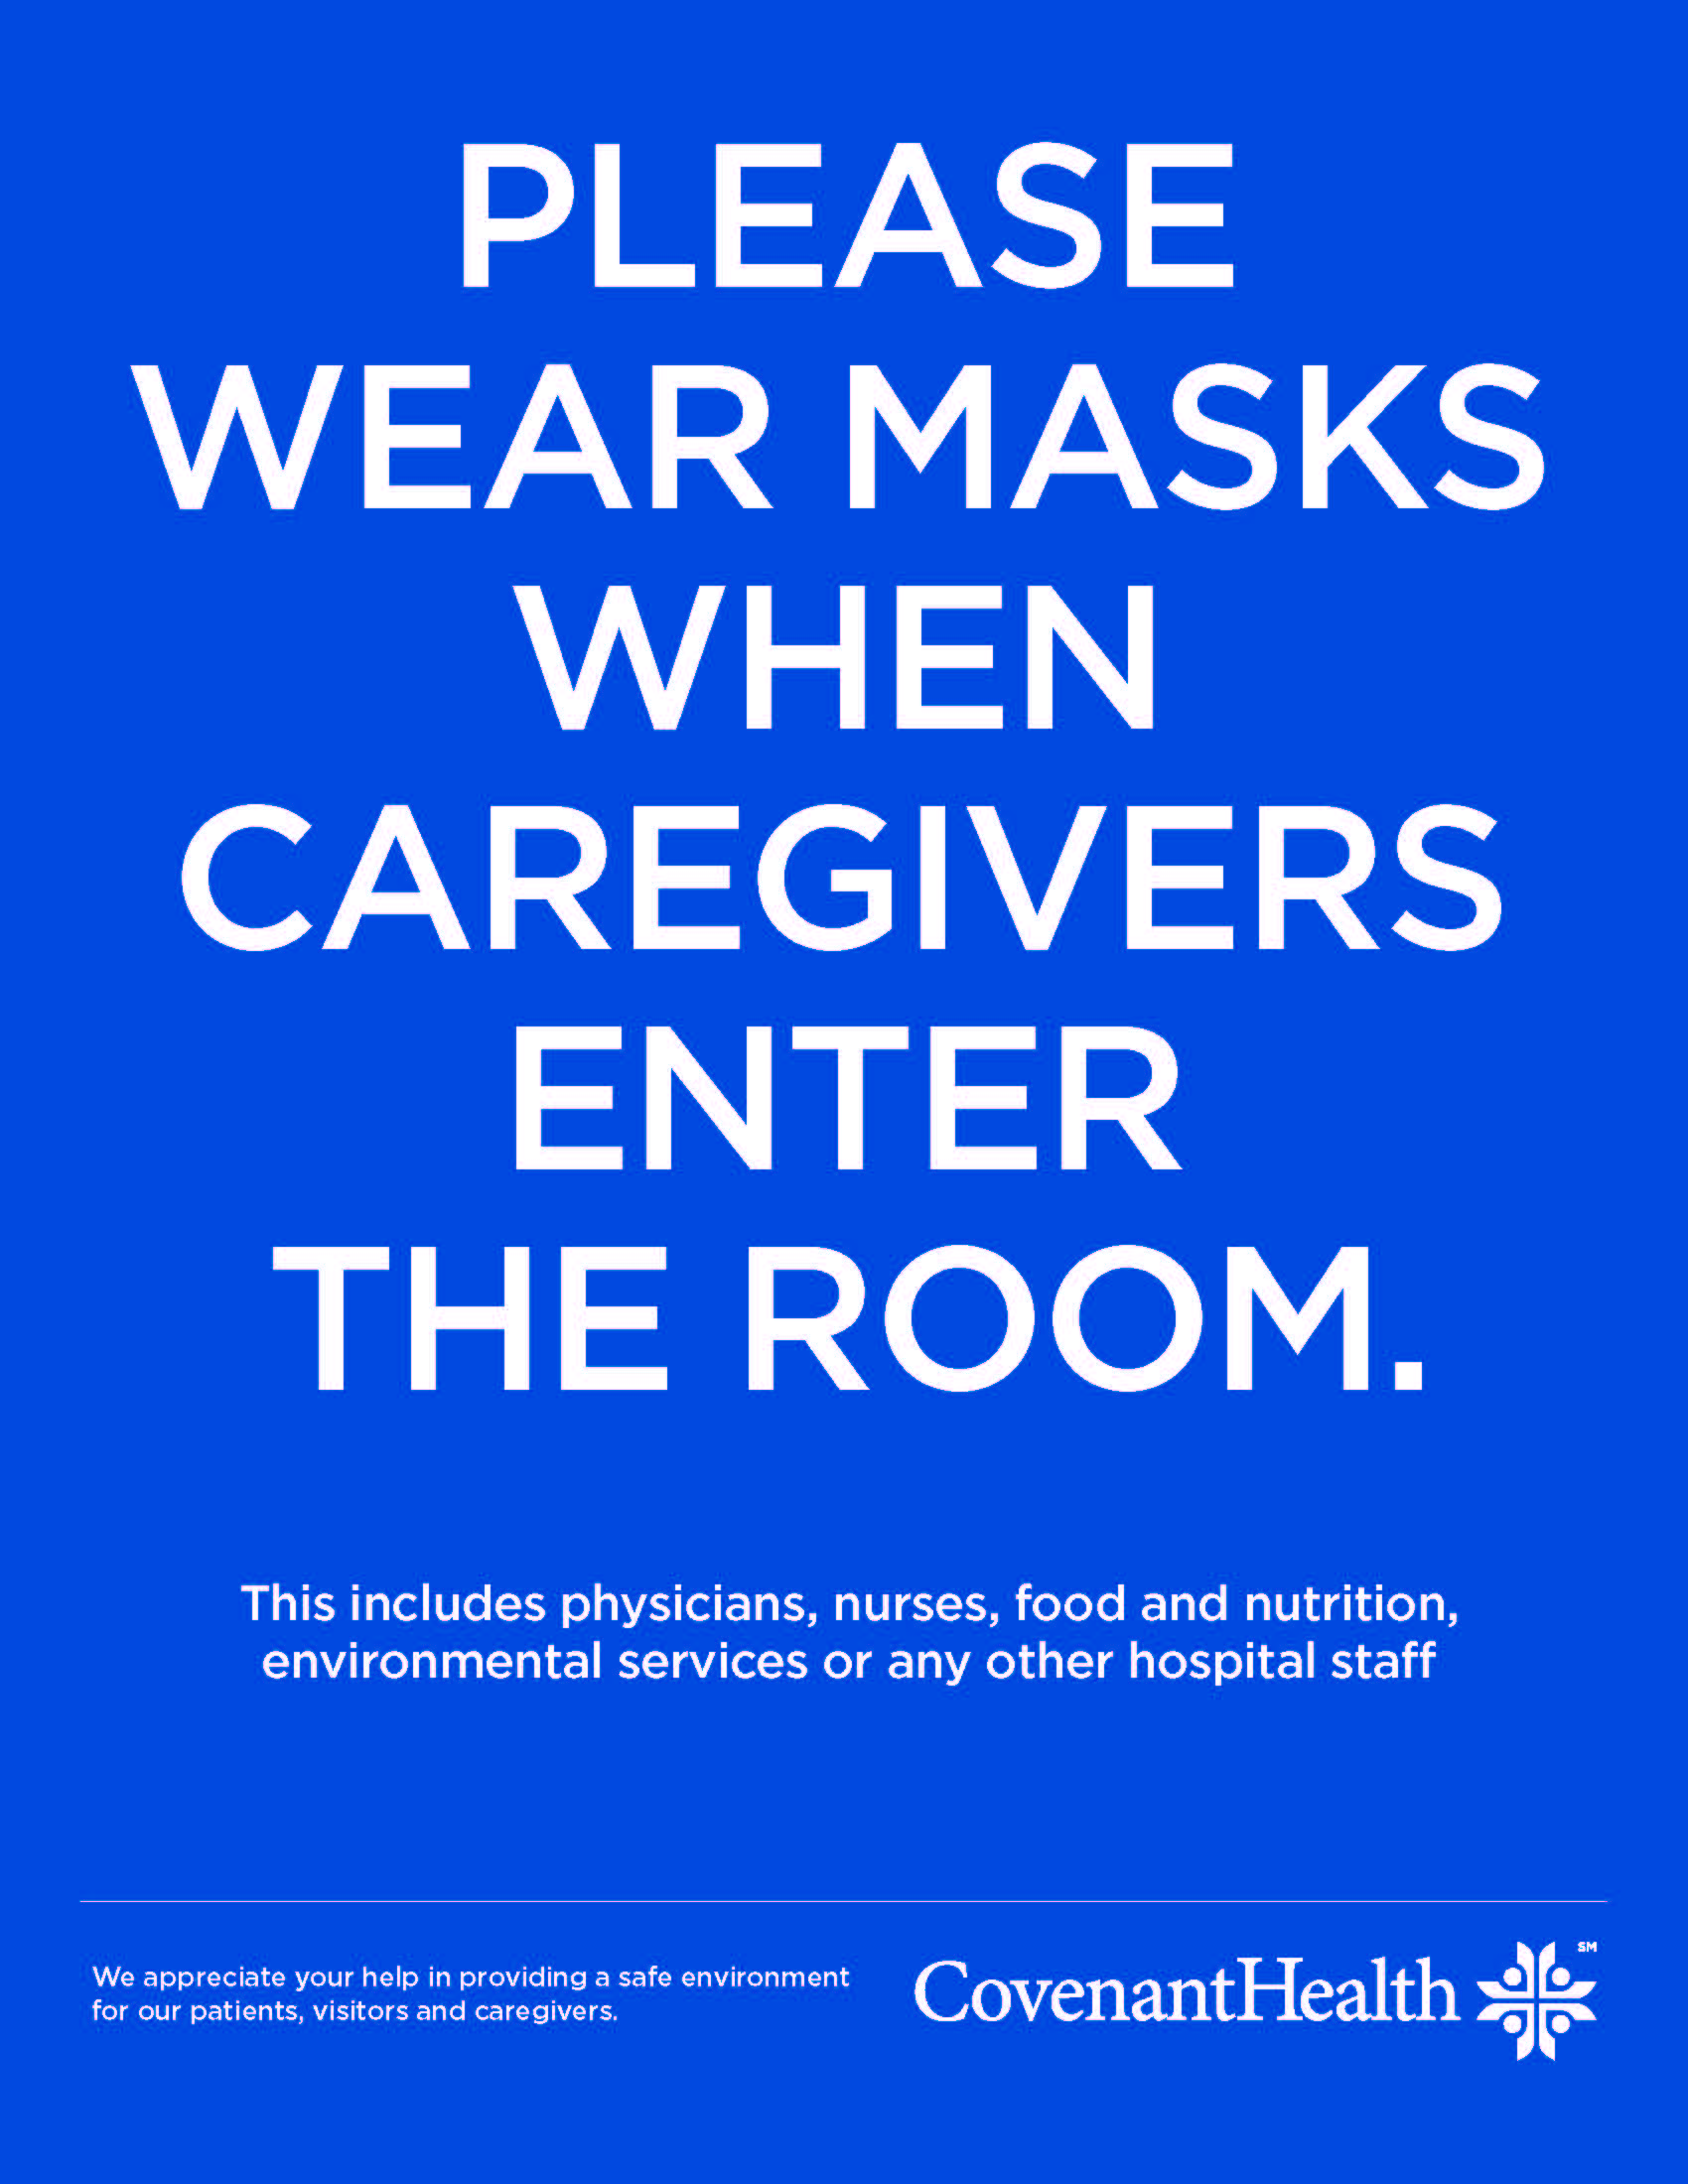 PLEASE
WEAR MASKS
WHEN
CAREGIVERS
ENTER
THE ROOM.
This includes physicians, nurses, food and nutrition,
environmental services or any other hospital staff
We appreciate your help in providing a safe environment
for our patients, visitors and caregivers.
CovenantHealth SM